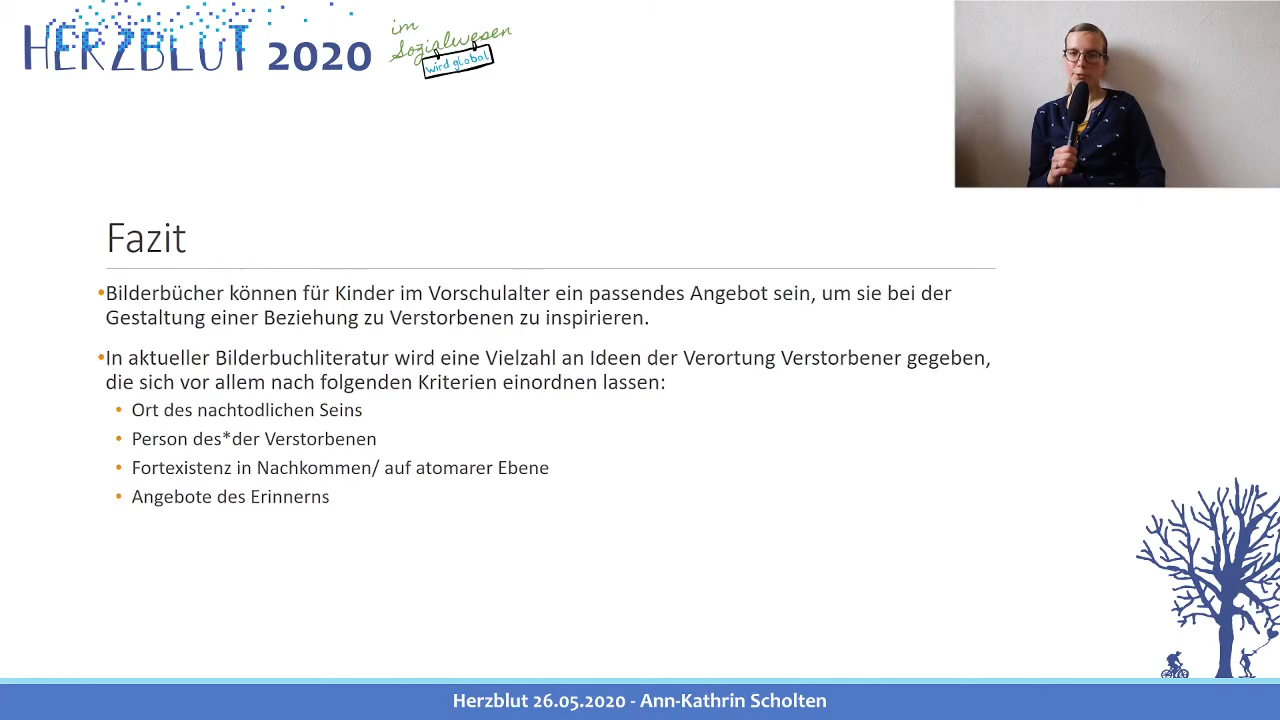 HERZBLUT 2020
im
Sozialwesen
wird global
Fazit
•Bilderbücher können für Kinder im Vorschulalter ein passendes Angebot sein, um sie bei der
Gestaltung einer Beziehung zu Verstorbenen zu inspirieren.
•In aktueller Bilderbuchliteratur wird eine Vielzahl an Ideen der Verortung Verstorbener gegeben,
die sich vor allem nach folgenden Kriterien einordnen lassen:
• Ort des nachtodlichen Seins
• Person des*der Verstorbenen
• Fortexistenz in Nachkommen/ auf atomarer Ebene
• Angebote des Erinnerns
Herzblut 26.05.2020 - Ann-Kathrin Scholten